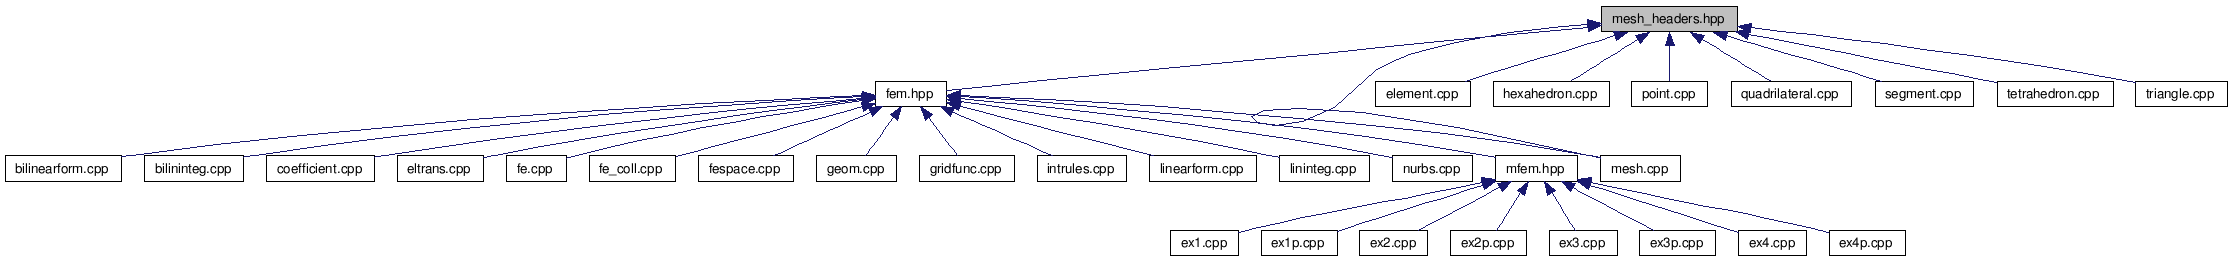 mesh_headers.hpp
fem.hpp
element.cpp
hexahedron.cpp
point.cpp
quadrilateral.cpp
segment.cpp
tetrahedron.cpp
triangle.cpp
bilinearform.cpp
bilininteg.cpp
coefficient.cpp
eltrans.cpp
fe.cpp
fe_coll.cpp
fespace.cpp
geom.cpp
gridfunc.cpp
intrules.cpp
linearform.cpp
lininteg.cpp
nurbs.cpp
mfem.hpp
mesh.cpp
ex1.cpp
ex1p.cpp
ex2.cpp
ex2p.cpp
ex3.cpp
ex3p.cpp
ex4.cpp
ex4p.cpp